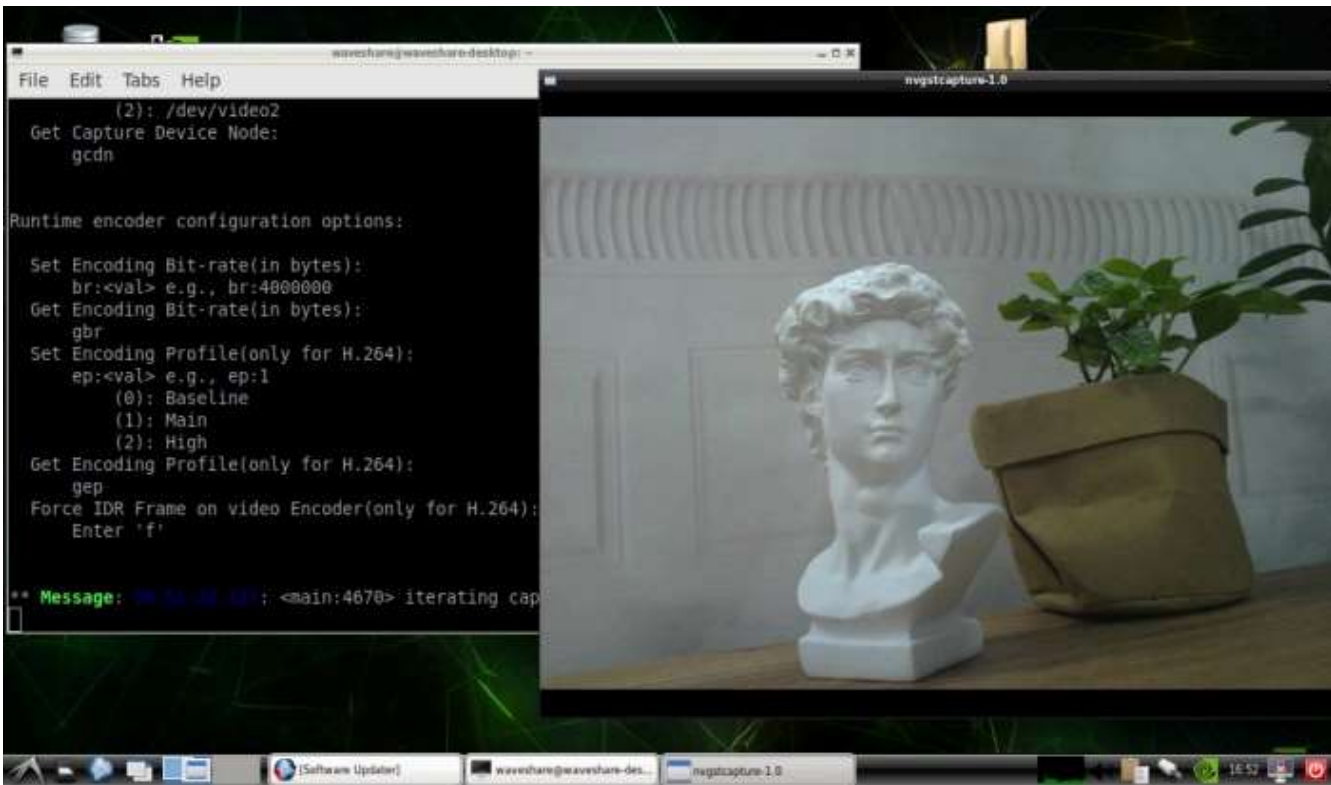 waveshare@waveshare-desktop: ~
File Edit Tabs Help
(2): /dev/video2
Get Capture Device Node:
gcdn
Runtime encoder configuration options:
Set Encoding Bit-rate(in bytes):
br:<val> e.g., br:4000000
Get Encoding Bit-rate(in bytes):
gbr
Set Encoding Profile(only for H.264):
ep:<val> e.g., ep:1
(0): Baseline
(1): Main
(2): High
Get Encoding Profile(only for H.264):
gep
Force IDR Frame on video Encoder(only for H.264):
Enter 'f'
** Message: : <main:4670> iterating cap
nvgstcapture-1.0
[Software Updater]
waveshare@waveshare-des...
nvgstcapture-1.0
16:52